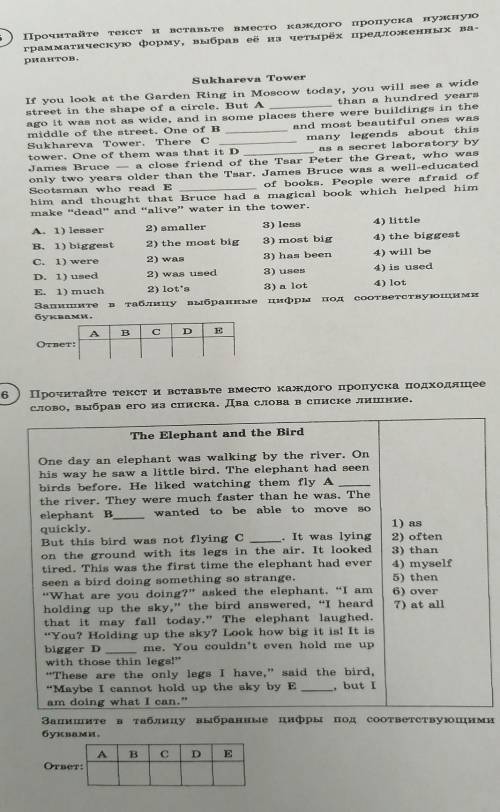 Прочитайте текст и вставьте вместо каждого пропуска нужную
грамматическую форму, выбрав её из четырёх предложенных ва-
риантов.
Sukhareva Tower
If you look at the Garden Ring in Moscow today, you will see a wide
street in the shape of a circle. But A ________ than a hundred years
ago it was not as wide, and in some places there were buildings in the
middle of the street. One of B ________ and most beautiful ones was
Sukhareva Tower. There C ________ many legends about this
tower. One of them was that it D ________ as a secret laboratory by
James Bruce — a close friend of the Tsar Peter the Great, who was
only two years older than the Tsar. James Bruce was a well-educated
Scotsman who read E ________ of books. People were afraid of
him and thought that Bruce had a magical book which helped him
make “dead” and “alive” water in the tower.
A. 1) lesser 2) smaller 3) less 4) little
B. 1) biggest 2) the most big 3) most big 4) the biggest
C. 1) were 2) was 3) has been 4) will be
D. 1) used 2) was used 3) uses 4) is used
E. 1) much 2) lot’s 3) a lot 4) lot
Запишите в таблицу выбранные цифры под соответствующими
буквами.
A B C D E
Ответ:
6 Прочитайте текст и вставьте вместо каждого пропуска подходящее
слово, выбрав его из списка. Два слова в списке лишние.
The Elephant and the Bird
One day an elephant was walking by the river. On
his way he saw a little bird. The elephant had seen
birds before. He liked watching them fly A ____
the river. They were much faster than he was. The
elephant B____ wanted to be able to move so
quickly.
But this bird was not flying C ____. It was lying
on the ground with its legs in the air. It looked
tired. This was the first time the elephant had ever
seen a bird doing something so strange.
“What are you doing?” asked the elephant. “I am
holding up the sky,” the bird answered, “I heard
that it may fall today.” The elephant laughed.
“You? Holding up the sky? Look how big it is! It is
bigger D ____ me. You couldn’t even hold me up
with those thin legs!”
“These are the only legs I have,” said the bird,
“Maybe I cannot hold up the sky by E ____, but I
am doing what I can.”
1) as
2) often
3) than
4) myself
5) then
6) over
7) at all
Запишите в таблицу выбранные цифры под соответствующими
буквами.
A B C D E
Ответ: